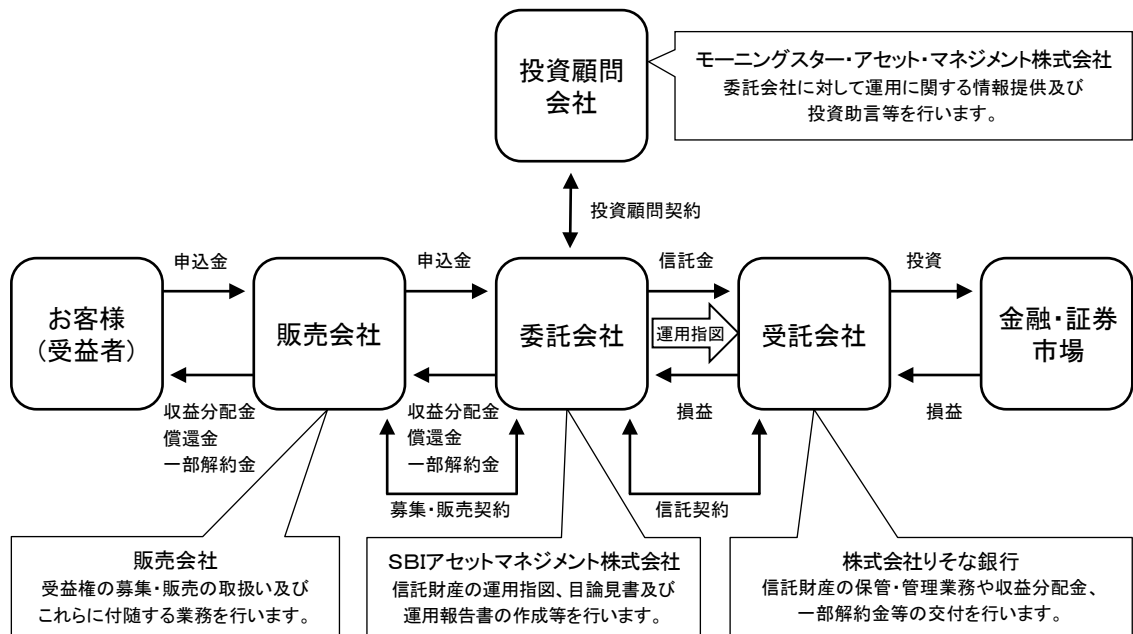 投資顧問
会社
モーニングスター・アセット・マネジメント株式会社
委託会社に対して運用に関する情報提供及び
投資助言等を行います。
投資顧問契約
申込金
申込金
信託金
投資
お客様
(受益者)
販売会社
委託会社
運用指図
受託会社
金融・証券
市場
収益分配金
償還金
一部解約金
収益分配金
償還金
一部解約金
損益
損益
募集・販売契約
信託契約
販売会社
受益権の募集・販売の取扱い及び
これらに付随する業務を行います。
SBIアセットマネジメント株式会社
信託財産の運用指図、目論見書及び
運用報告書の作成等を行います。
株式会社りそな銀行
信託財産の保管・管理業務や収益分配金、
一部解約金等の交付を行います。